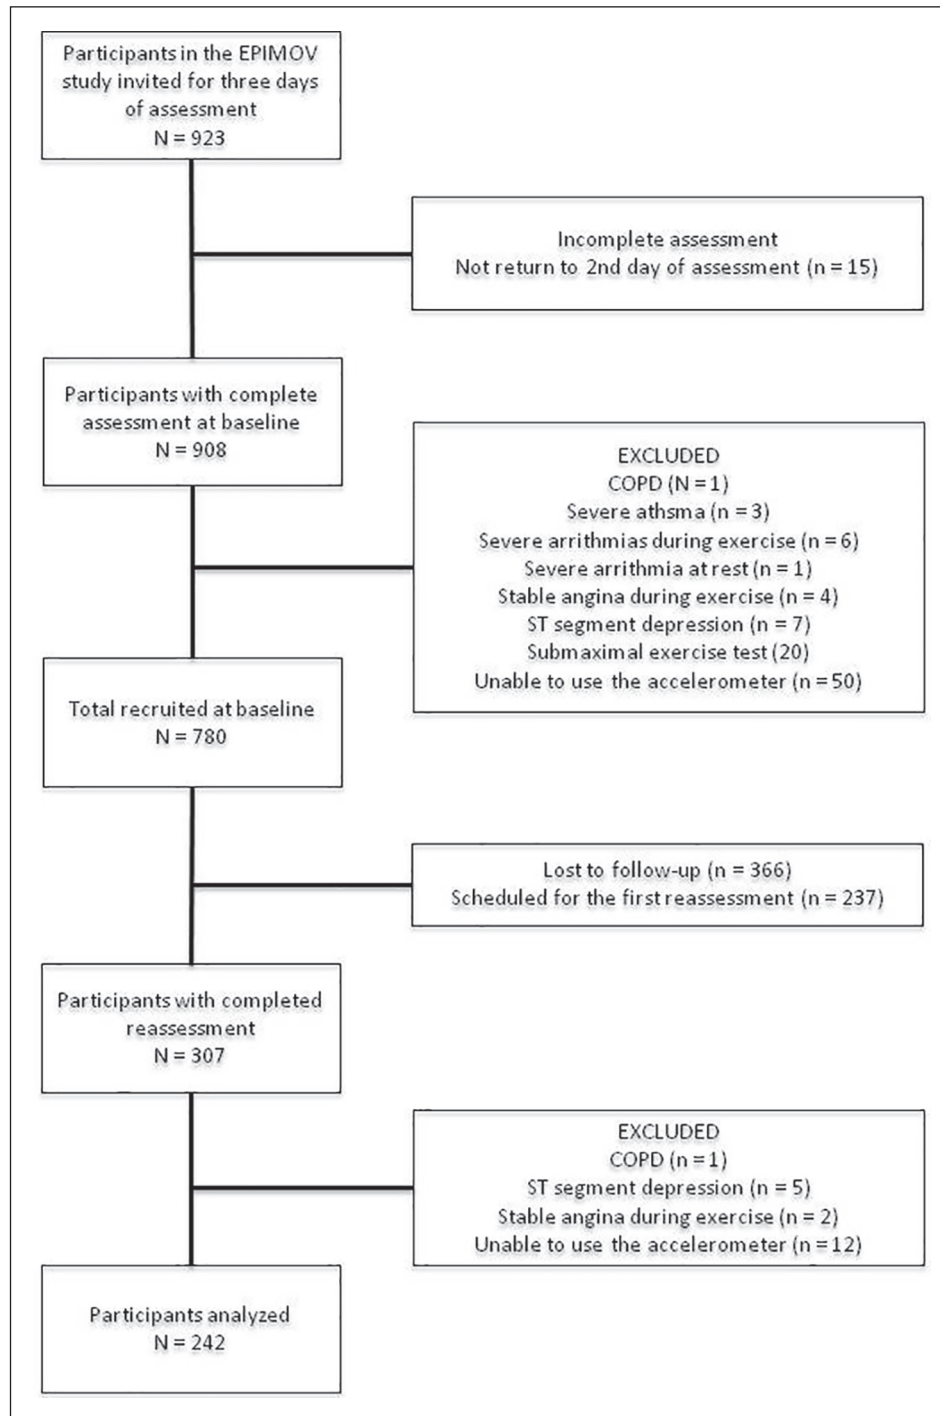 Participants in the EPIMOV
study invited for three days
of assessment
N = 923
Incomplete assessment
Not return to 2nd day of assessment (n = 15)
Participants with complete
assessment at baseline
N = 908
EXCLUDED
COPD (N = 1)
Severe athsma (n = 3)
Severe arrithmias during exercise (n = 6)
Severe arrithmia at rest (n = 1)
Stable angina during exercise (n = 4)
ST segment depression (n = 7)
Submaximal exercise test (20)
Unable to use the accelerometer (n = 50)
Total recruited at baseline
N = 780
Lost to follow-up (n = 366)
Scheduled for the first reassessment (n = 237)
Participants with completed
reassessment
N = 307
EXCLUDED
COPD (n = 1)
ST segment depression (n = 5)
Stable angina during exercise (n = 2)
Unable to use the accelerometer (n = 12)
Participants analyzed
N = 242